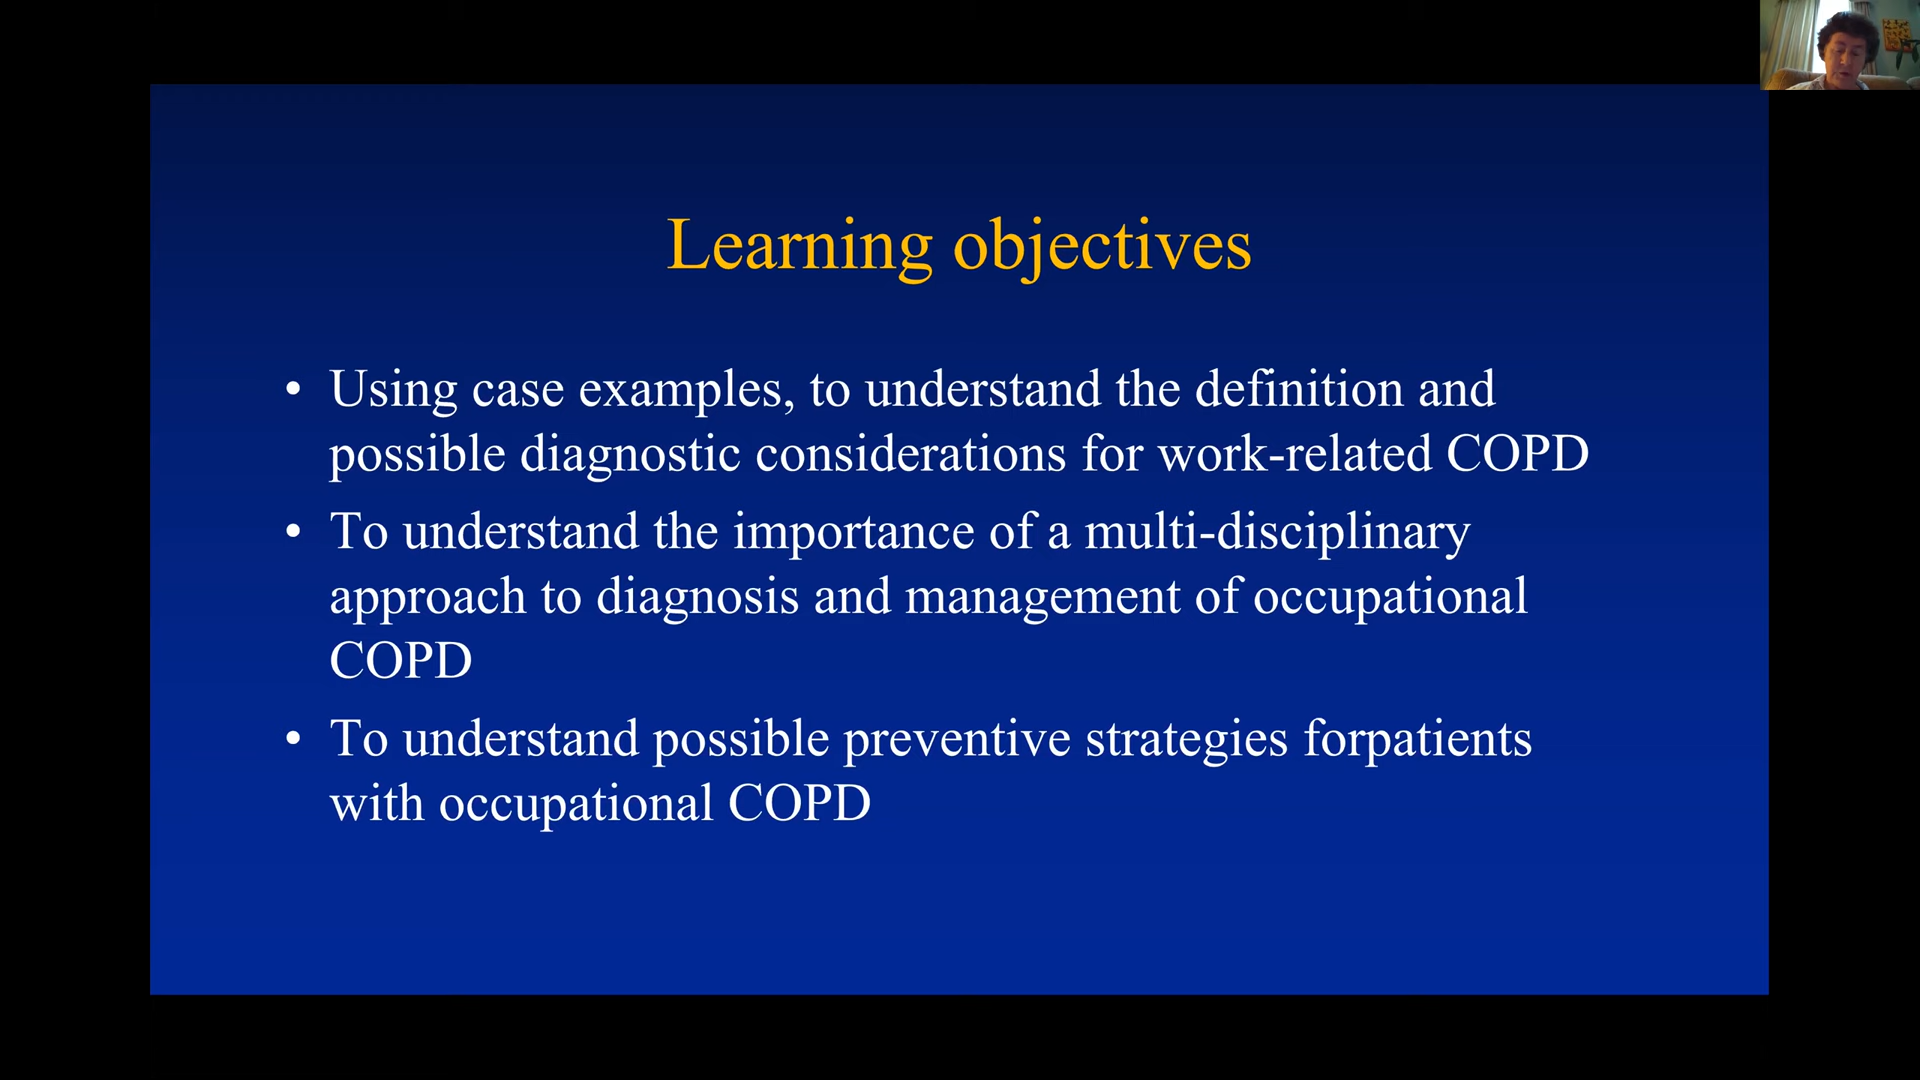 Learning objectives
• Using case examples, to understand the definition and
possible diagnostic considerations for work-related COPD
• To understand the importance of a multi-disciplinary
approach to diagnosis and management of occupational
COPD
• To understand possible preventive strategies forpatients
with occupational COPD